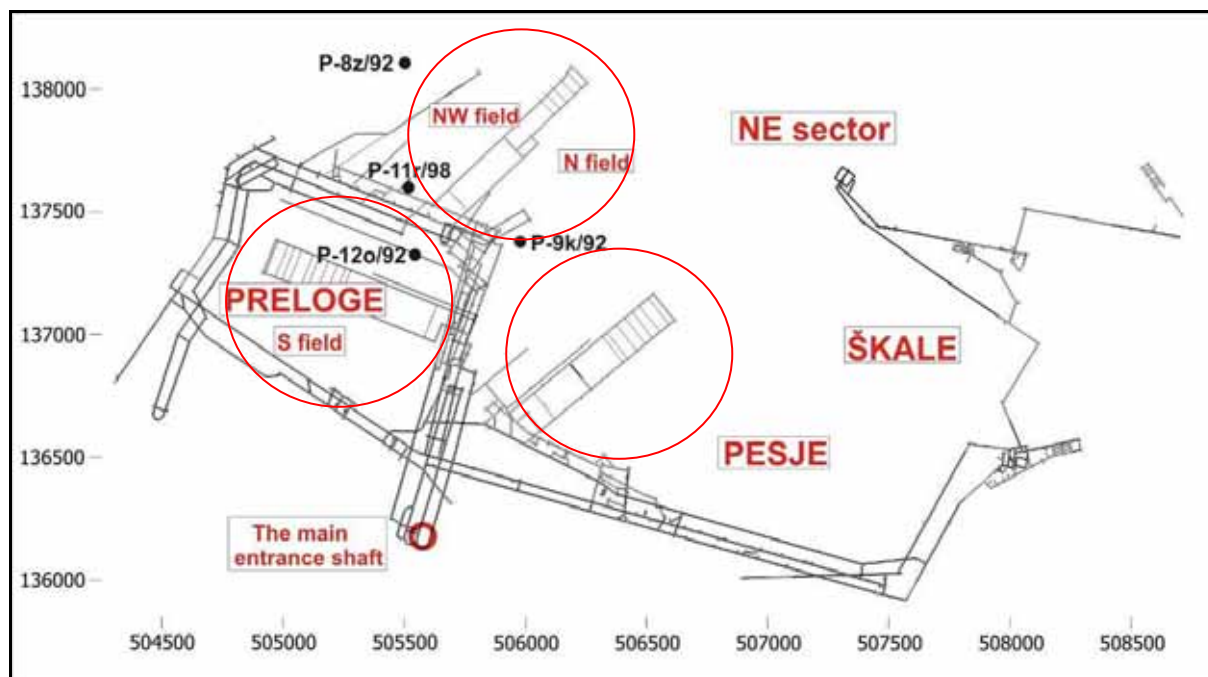 P-8z/92
138000
NW field
NE sector
N field
P-11r/98
137500
P-9k/92
P-12o/92
PRELOGE
137000
S field
ŠKALE
136500
PESJE
The main
entrance shaft
136000
504500 505000 505500 506000 506500 507000 507500 508000 508500